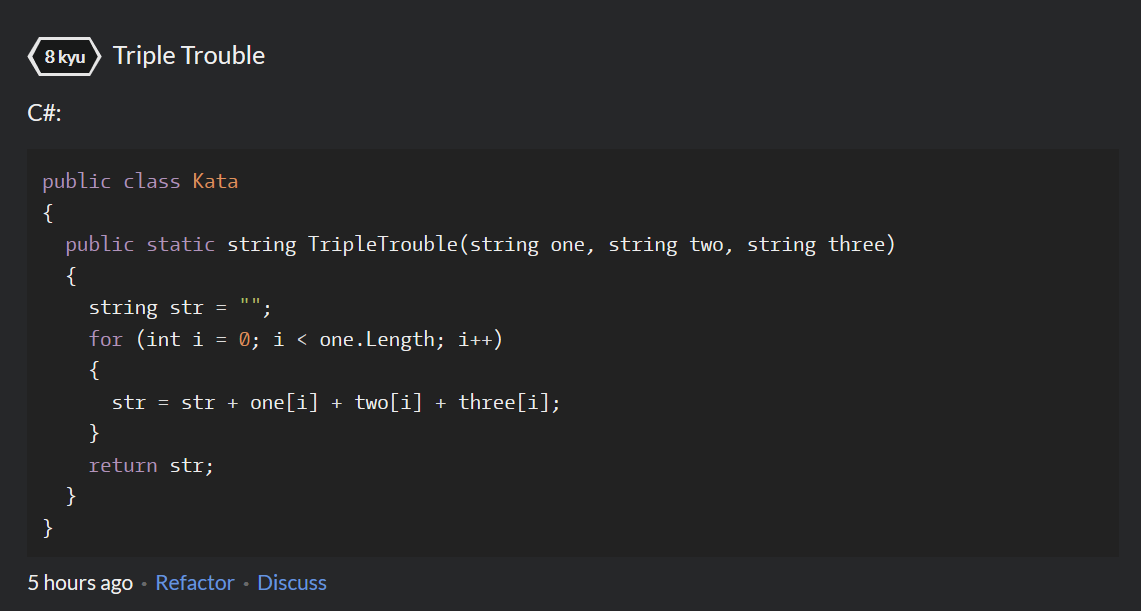 8 kyu Triple Trouble
C#:
public class Kata
{
  public static string TripleTrouble(string one, string two, string three)
  {
    string str = "";
    for (int i = 0; i < one.Length; i++)
    {
      str = str + one[i] + two[i] + three[i];
    }
    return str;
  }
}
5 hours ago • Refactor • Discuss